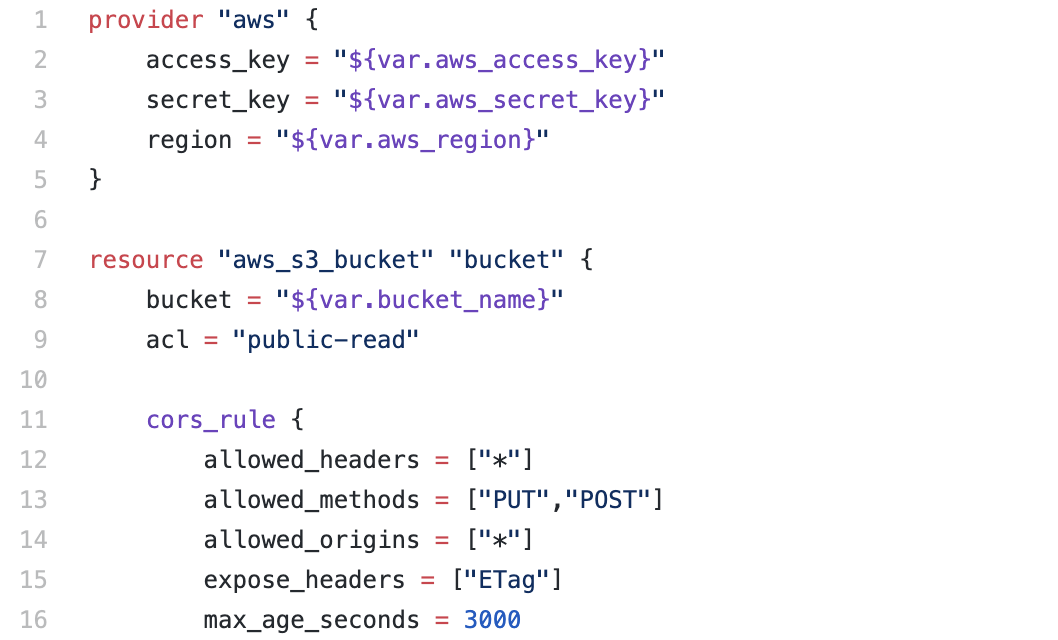 1 provider "aws" {
2 access_key = "${var.aws_access_key}"
3 secret_key = "${var.aws_secret_key}"
4 region = "${var.aws_region}"
5 }
6
7 resource "aws_s3_bucket" "bucket" {
8 bucket = "${var.bucket_name}"
9 acl = "public-read"
10
11 cors_rule {
12 allowed_headers = ["*"]
13 allowed_methods = ["PUT","POST"]
14 allowed_origins = ["*"]
15 expose_headers = ["ETag"]
16 max_age_seconds = 3000